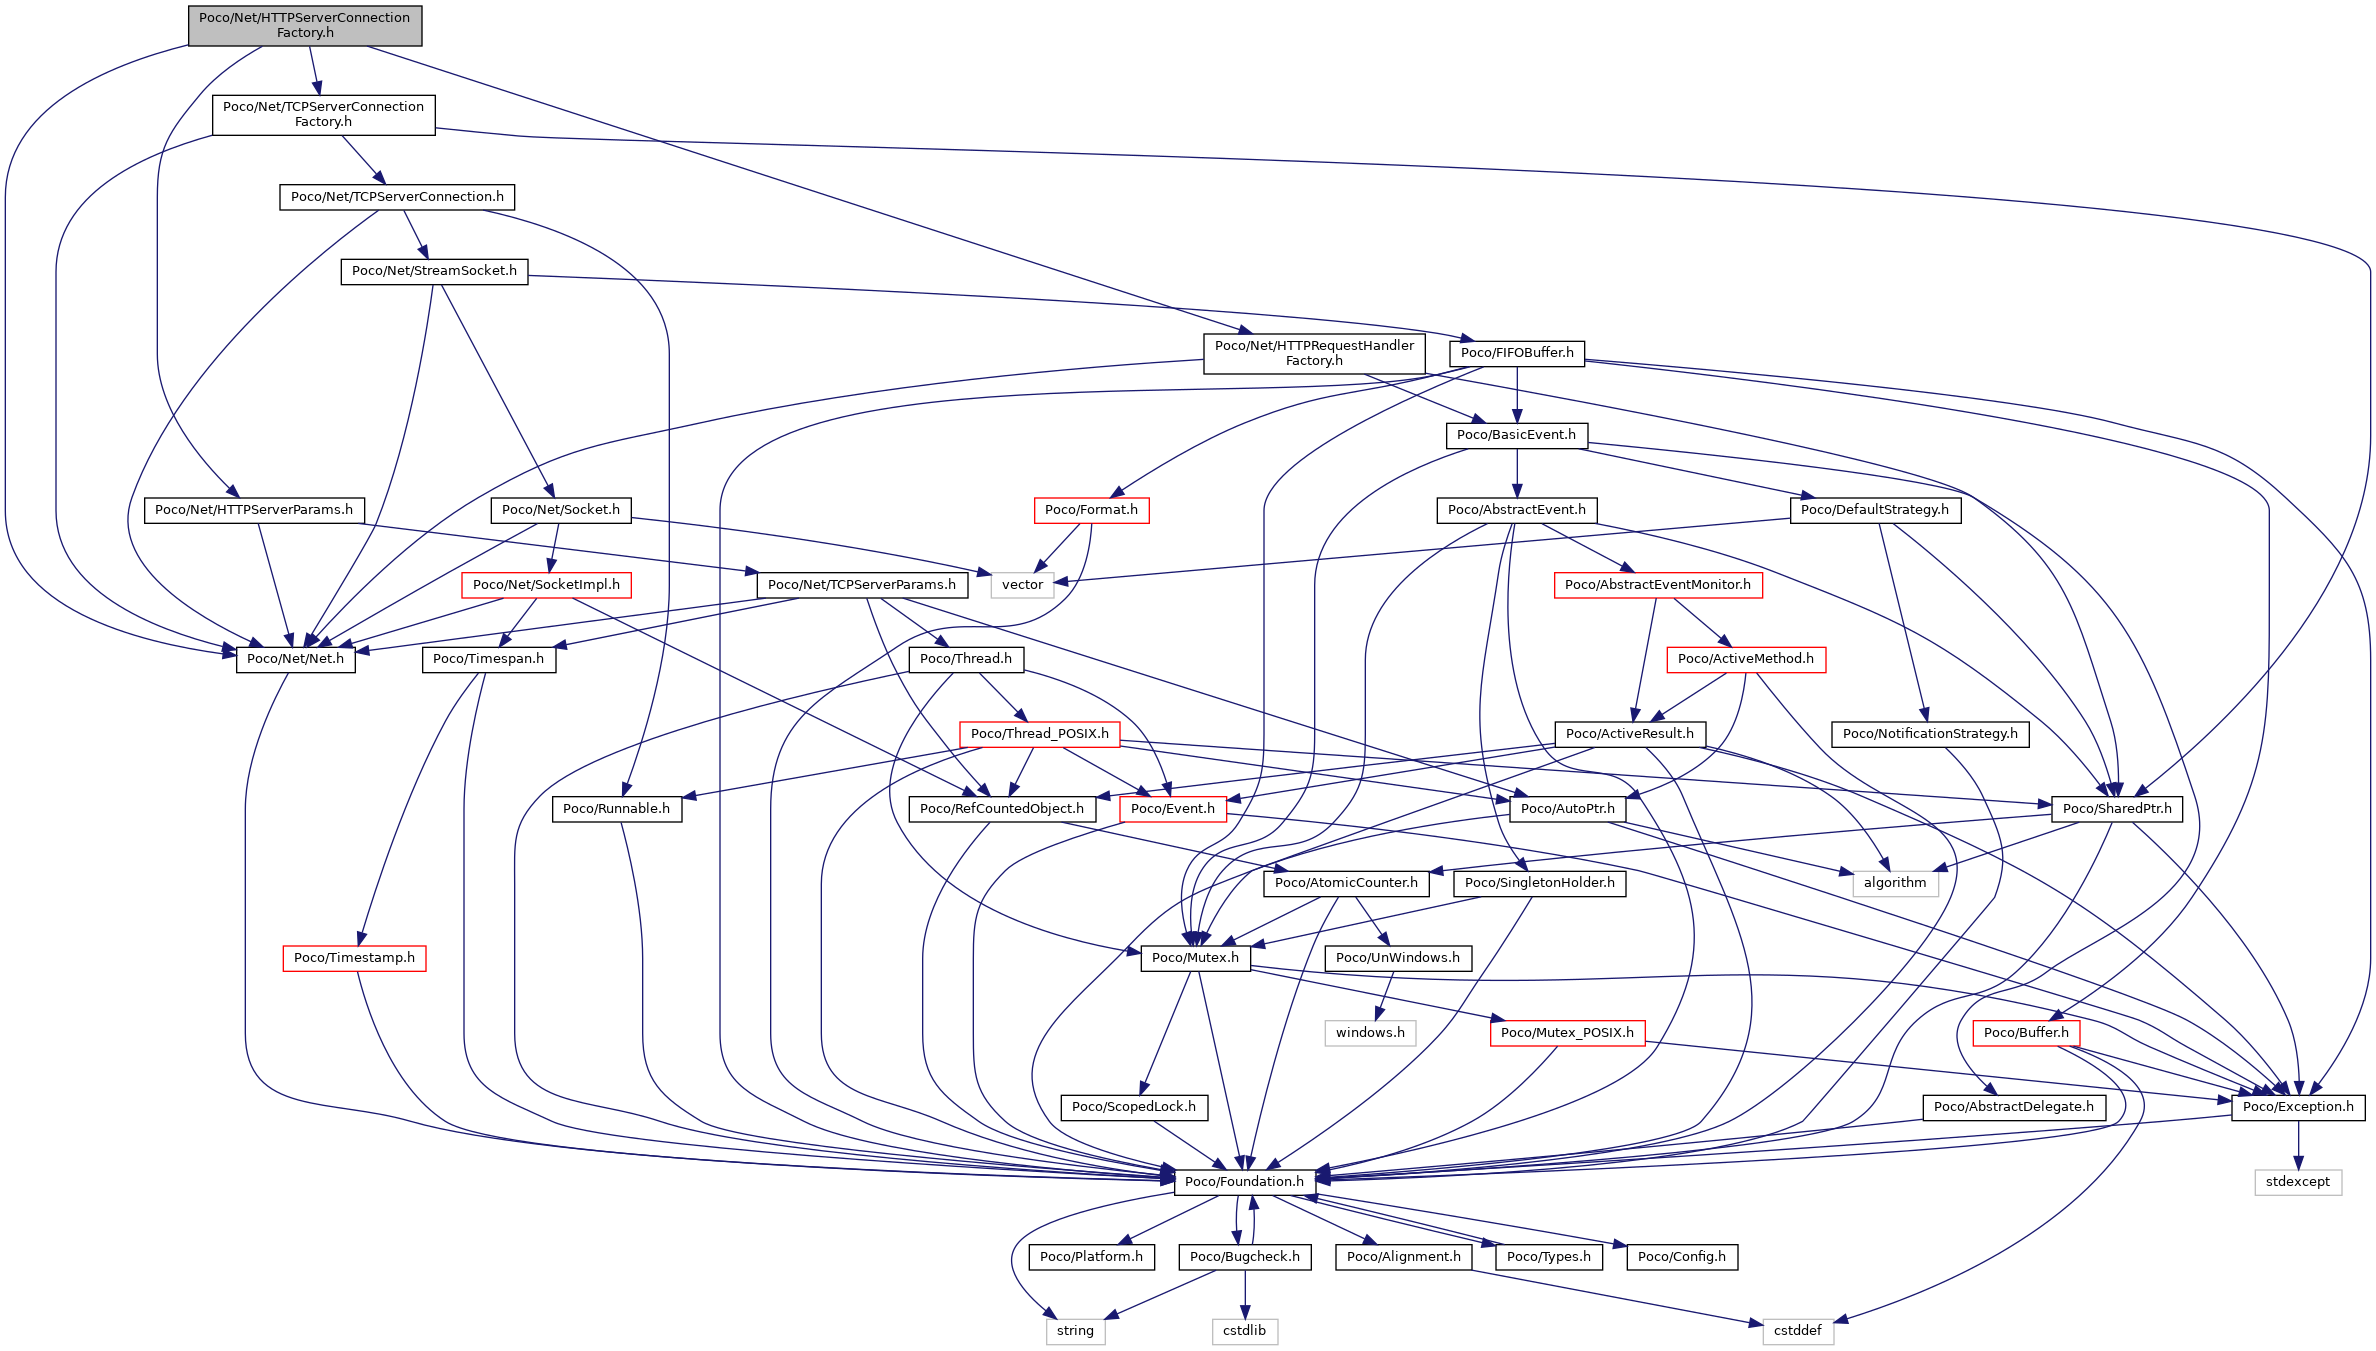 Poco/Net/HTTPServerConnection
Factory.h
Poco/Net/TCPServerConnection
Factory.h
Poco/Net/TCPServerConnection.h
Poco/Net/StreamSocket.h
Poco/Net/HTTPRequestHandler
Factory.h
Poco/FIFOBuffer.h
Poco/BasicEvent.h
Poco/Net/HTTPServerParams.h
Poco/Net/Socket.h
Poco/Format.h
Poco/AbstractEvent.h
Poco/DefaultStrategy.h
Poco/Net/SocketImpl.h
Poco/Net/TCPServerParams.h
vector
Poco/AbstractEventMonitor.h
Poco/Net/Net.h
Poco/Timespan.h
Poco/Thread.h
Poco/ActiveMethod.h
Poco/Thread_POSIX.h
Poco/ActiveResult.h
Poco/NotificationStrategy.h
Poco/Runnable.h
Poco/RefCountedObject.h
Poco/Event.h
Poco/AutoPtr.h
Poco/SharedPtr.h
Poco/AtomicCounter.h
Poco/SingletonHolder.h
algorithm
Poco/Timestamp.h
Poco/Mutex.h
Poco/UnWindows.h
windows.h
Poco/Mutex_POSIX.h
Poco/Buffer.h
Poco/ScopedLock.h
Poco/AbstractDelegate.h
Poco/Exception.h
Poco/Foundation.h
stdexcept
Poco/Platform.h
Poco/Bugcheck.h
Poco/Alignment.h
Poco/Types.h
Poco/Config.h
string
cstdlib
cstddef